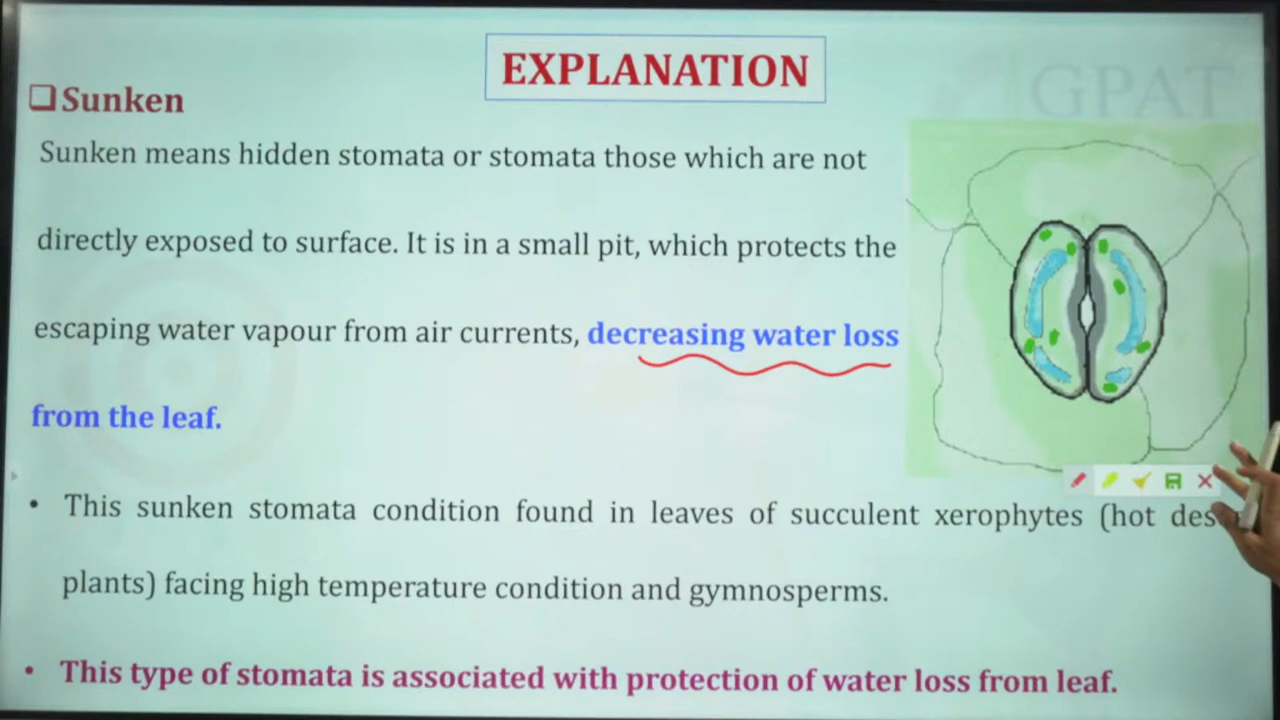 EXPLANATION
GPAT
❑Sunken
Sunken means hidden stomata or stomata those which are not
directly exposed to surface. It is in a small pit, which protects the
escaping water vapour from air currents, decreasing water loss
from the leaf.
• This sunken stomata condition found in leaves of succulent xerophytes (hot
plants) facing high temperature condition and gymnosperms.
• This type of stomata is associated with protection of water loss from leaf.